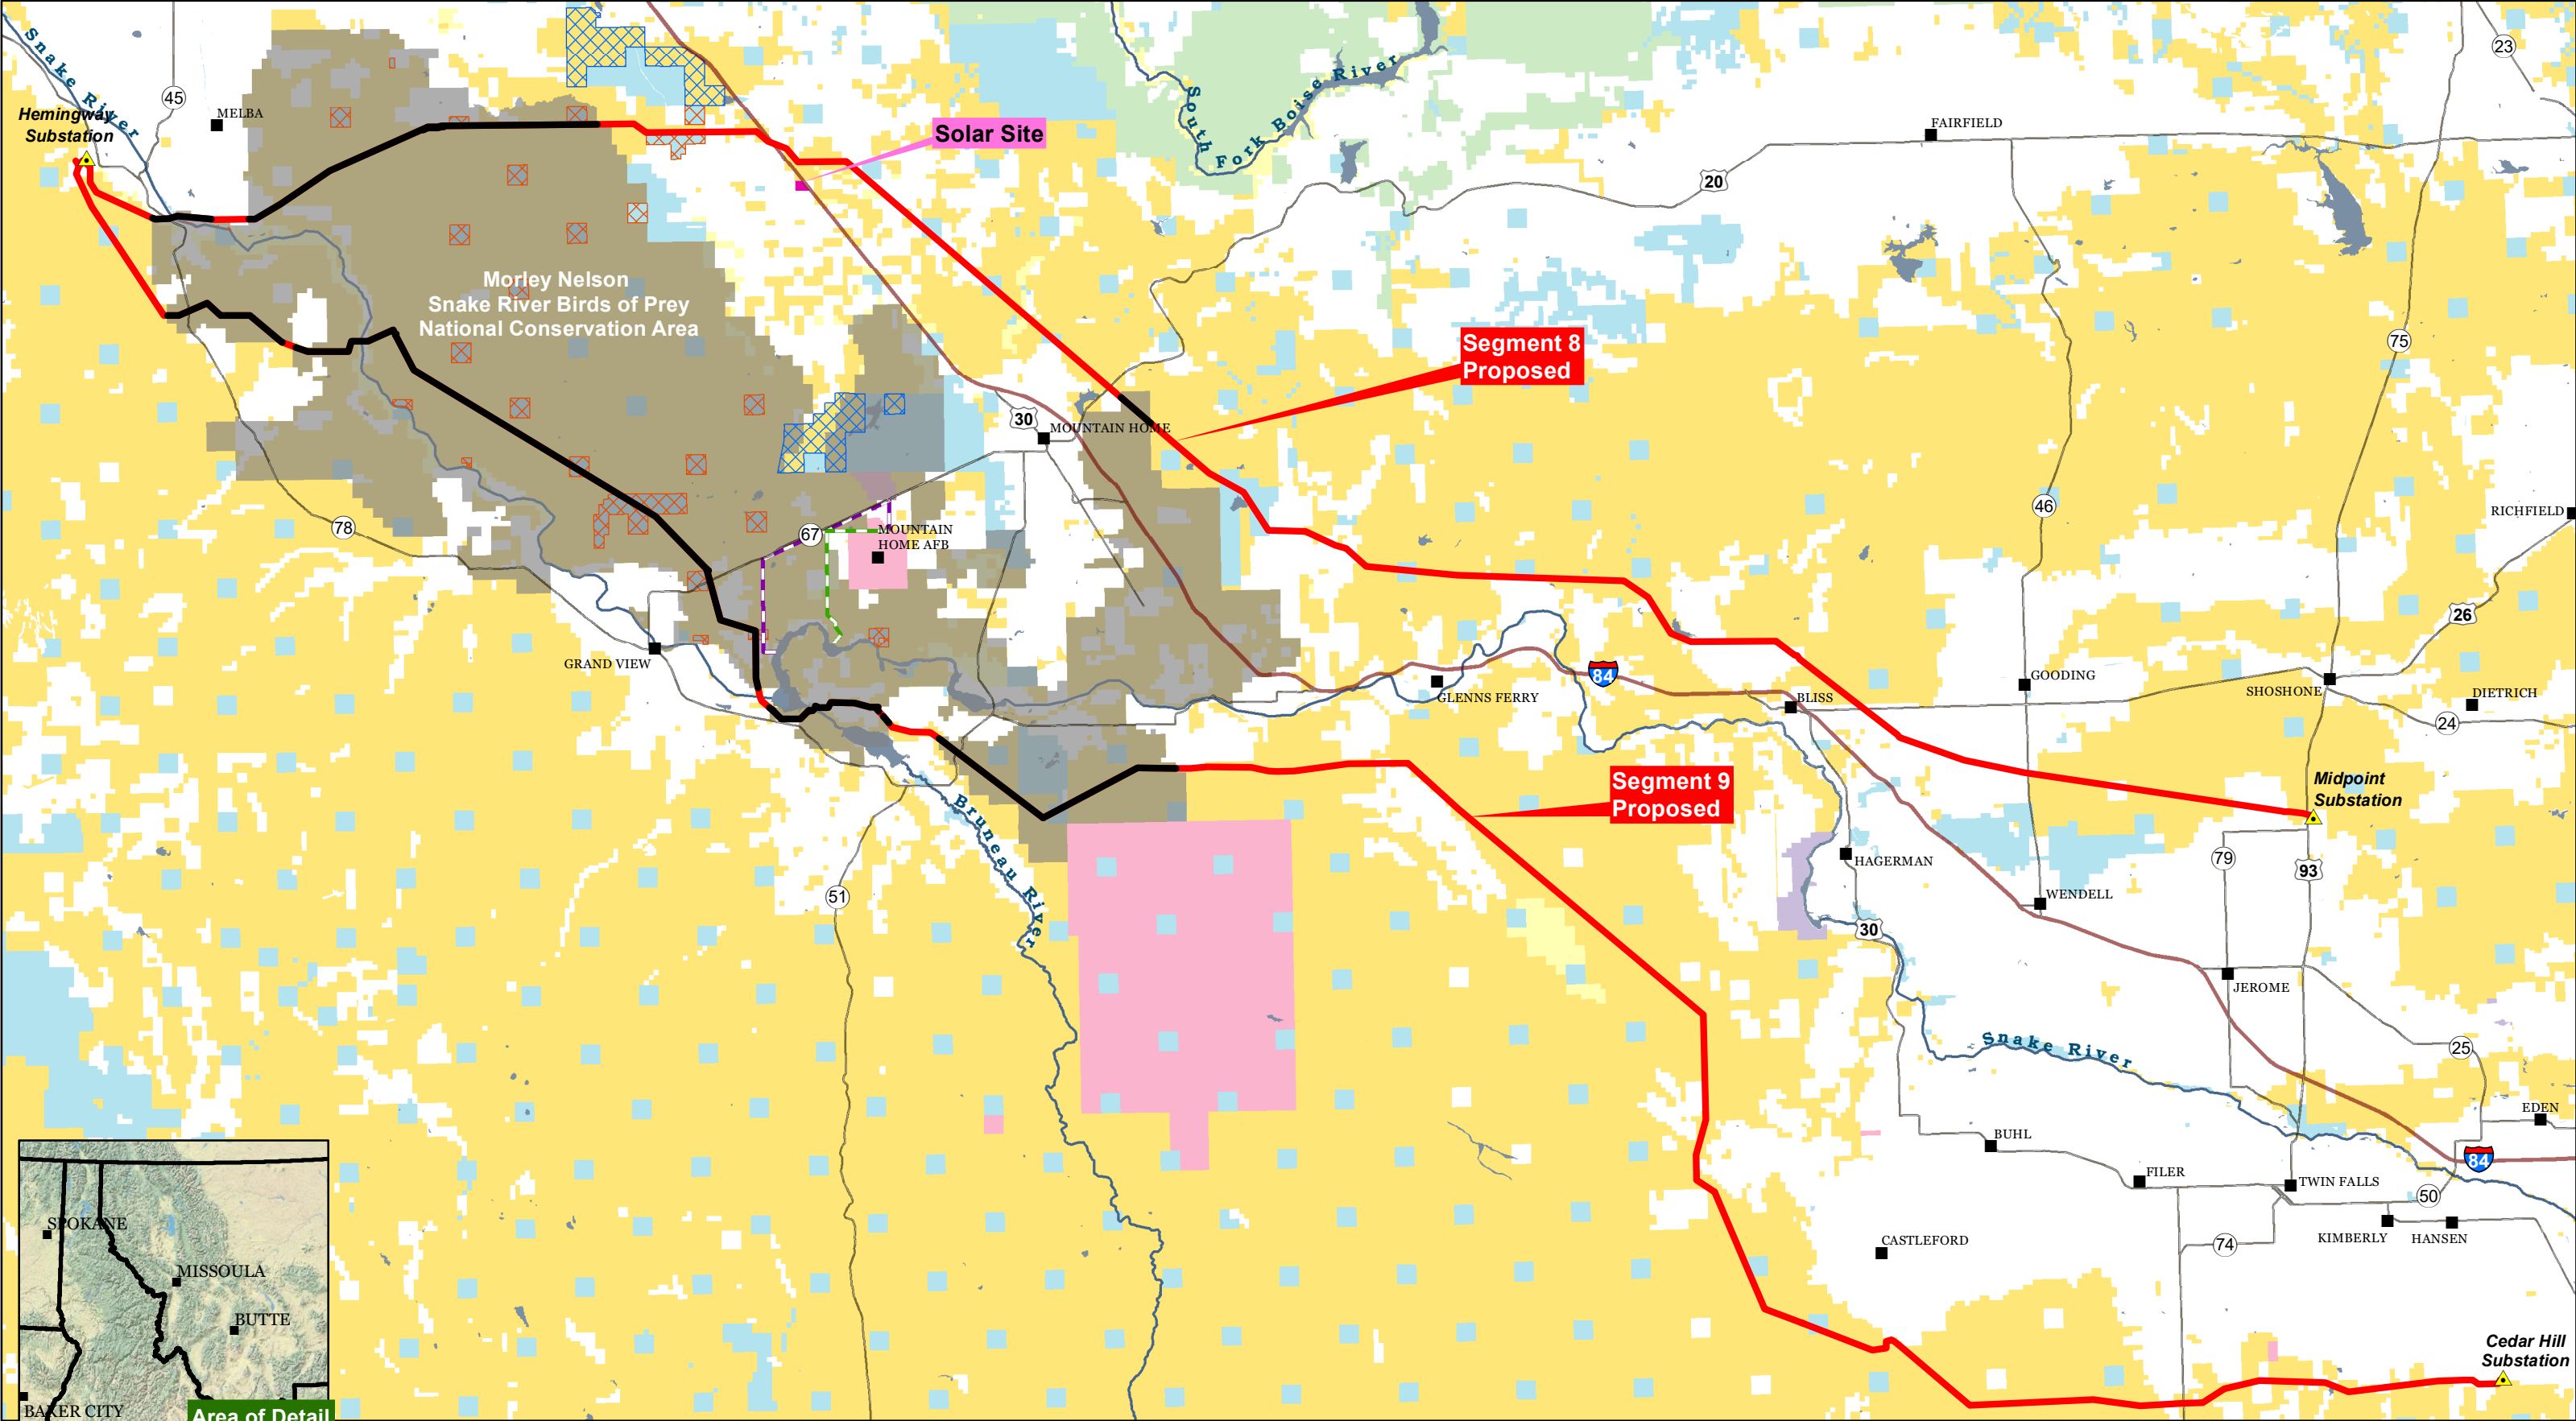 Snake River
45
MELBA
Hemingway
Substation
Solar Site
South Fork Boise River
FAIRFIELD
23
20
Morley Nelson
Snake River Birds of Prey
National Conservation Area
Segment 8
Proposed
75
30
MOUNTAIN HOME
78
67
MOUNTAIN
HOME AFB
46
RICHFIELD
26
GRAND VIEW
84
GLENNS FERRY
BLISS
GOODING
SHOSHONE
DIETRICH
24
Segment 9
Proposed
Midpoint
Substation
Bruneau River
51
HAGERMAN
79
93
WENDELL
30
JEROME
Snake River
25
EDEN
BUHL
84
FILER
TWIN FALLS
50
KIMBERLY
HANSEN
CASTLEFORD
74
Cedar Hill
Substation
SPOKANE
MISSOULA
BUTTE
BAKER CITY
Area of Detail